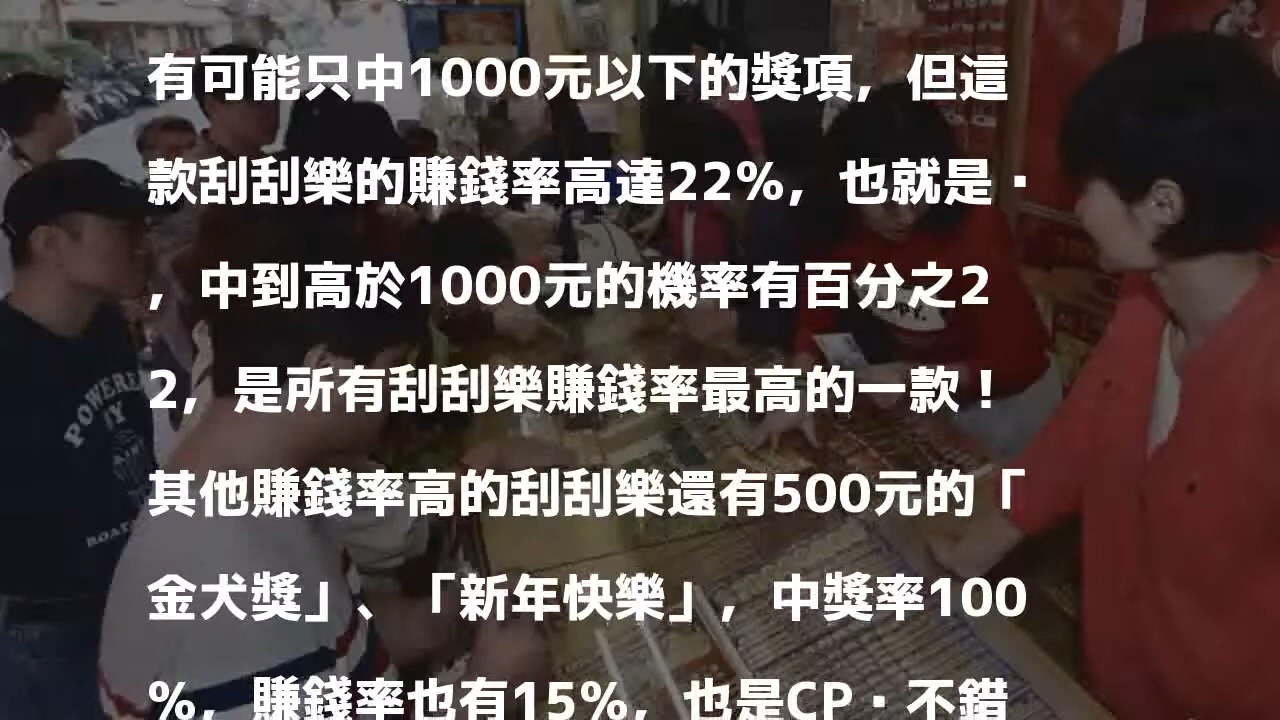 有可能只中1000元以下的獎項，但這
款刮刮樂的賺錢率高達22%，也就是·
，中到高於1000元的機率有百分之2
2，是所有刮刮樂賺錢率最高的一款！
其他賺錢率高的刮刮樂還有500元的「
金犬獎」、「新年快樂」，中獎率100
%，賺錢率也有15%，也是CP·不錯
POWERED
BY
AIR